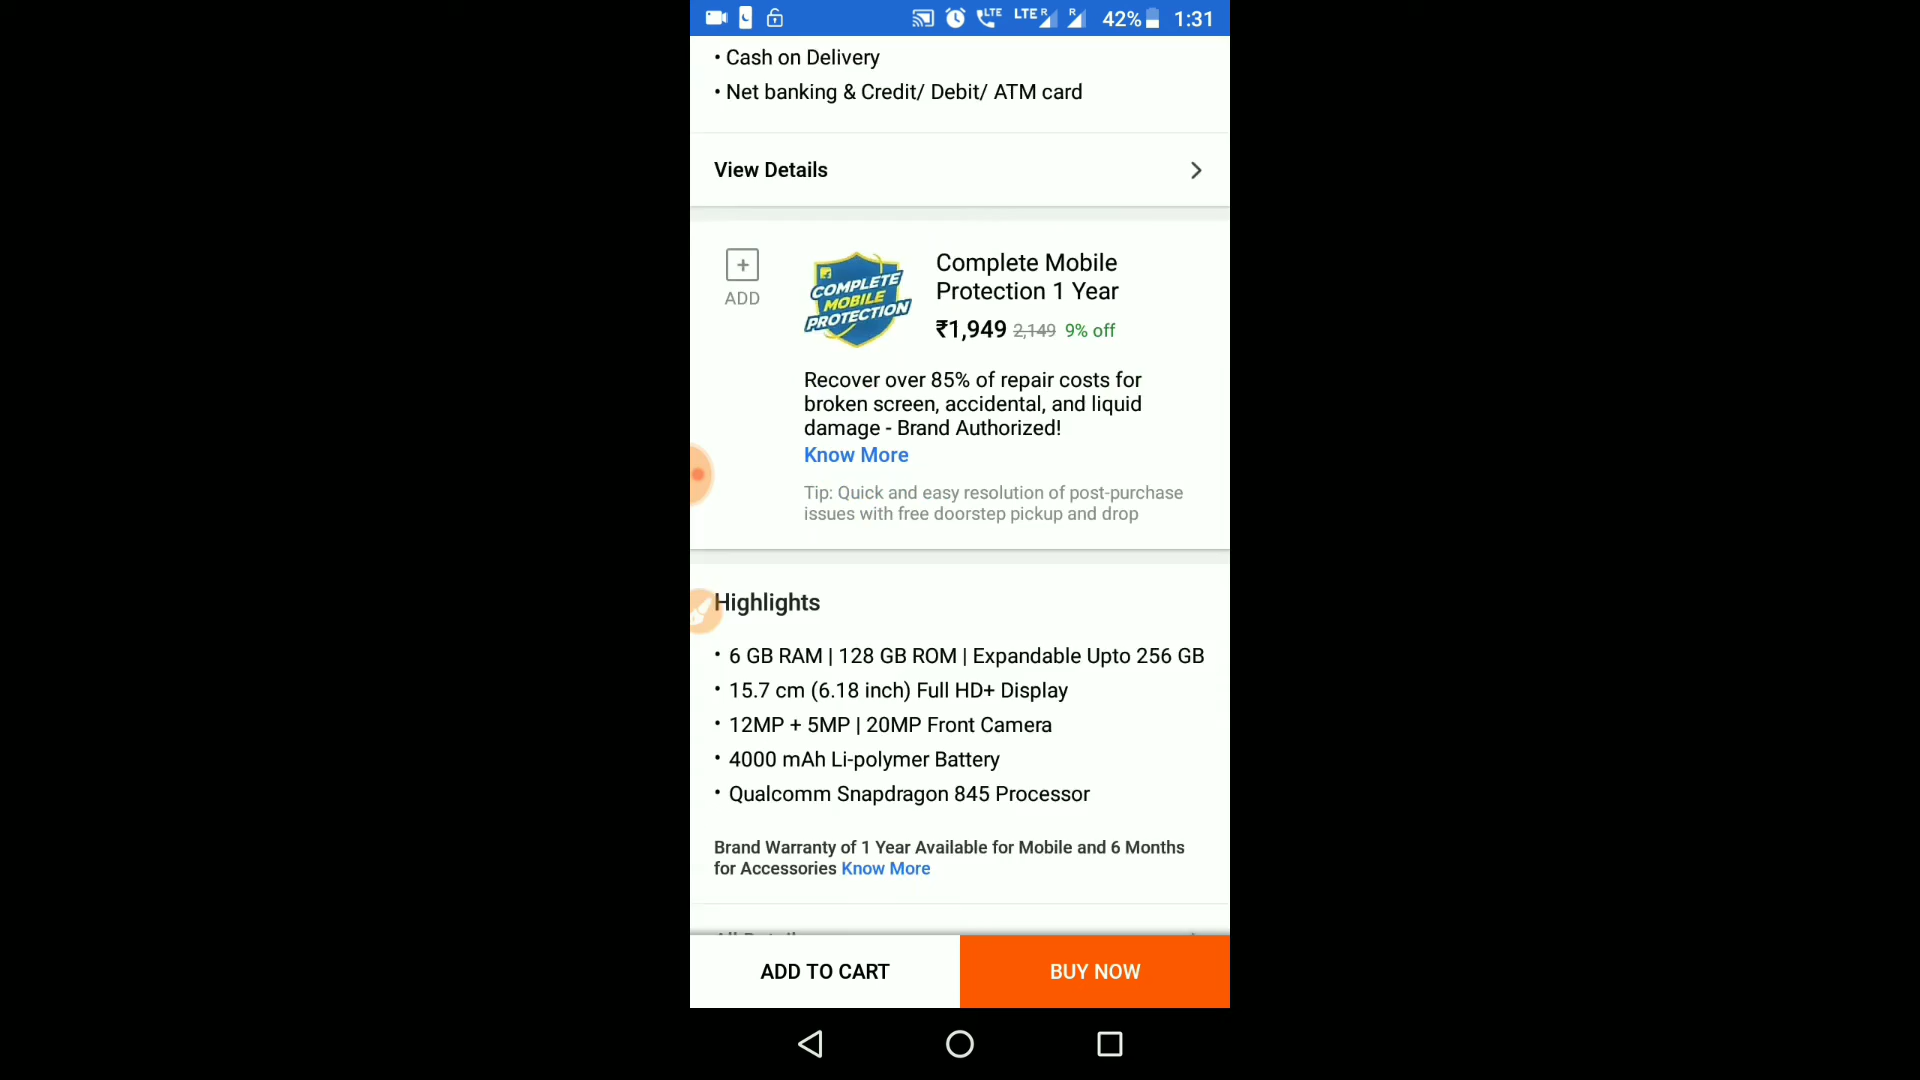 LTE LTE R R 42% 1:31
• Cash on Delivery
• Net banking & Credit/ Debit/ ATM card
View Details
+
ADD
COMPLETE
MOBILE
PROTECTION
Complete Mobile
Protection 1 Year
₹1,949 2,149 9% off
Recover over 85% of repair costs for
broken screen, accidental, and liquid
damage - Brand Authorized!
Know More
Tip: Quick and easy resolution of post-purchase
issues with free doorstep pickup and drop
Highlights
• 6 GB RAM | 128 GB ROM | Expandable Upto 256 GB
• 15.7 cm (6.18 inch) Full HD+ Display
• 12MP + 5MP | 20MP Front Camera
• 4000 mAh Li-polymer Battery
• Qualcomm Snapdragon 845 Processor
Brand Warranty of 1 Year Available for Mobile and 6 Months
for Accessories Know More
ADD TO CART
BUY NOW